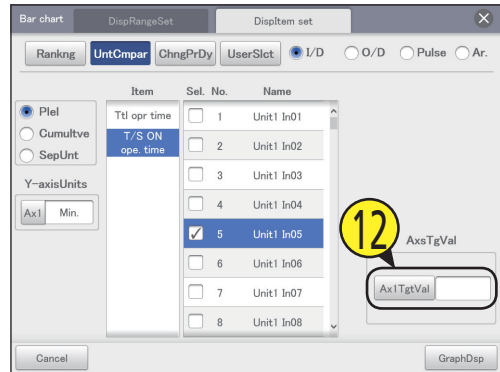 Bar chart DispRangeSet DispItem set
Rankng UntCmpar ChngPrDy UserSlct I/D O/D Pulse Ar.
Item Sel. No. Name
Plel
Cumultve
SepUnt
Y-axisUnits
Ax1 Min.
Ttl opr time
T/S ON
ope. time
1 Unit1 In01
2 Unit1 In02
3 Unit1 In03
4 Unit1 In04
5 Unit1 In05
6 Unit1 In06
7 Unit1 In07
8 Unit1 In08
12
AxsTgVal
Ax1TgtVal
Cancel GraphDsp